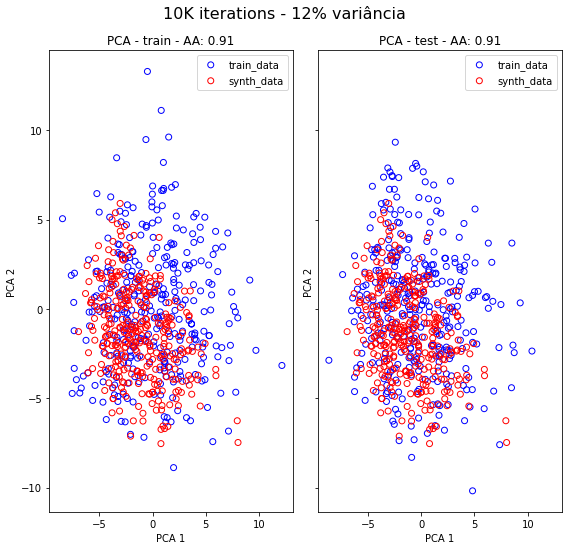 10K iterations - 12% variância
PCA - train - AA: 0.91
PCA - test - AA: 0.91
train_data
synth_data
train_data
synth_data
10
5
0
−5
−10
PCA 2
PCA 2
−5
0
5
10
−5
0
5
10
PCA 1
PCA 1